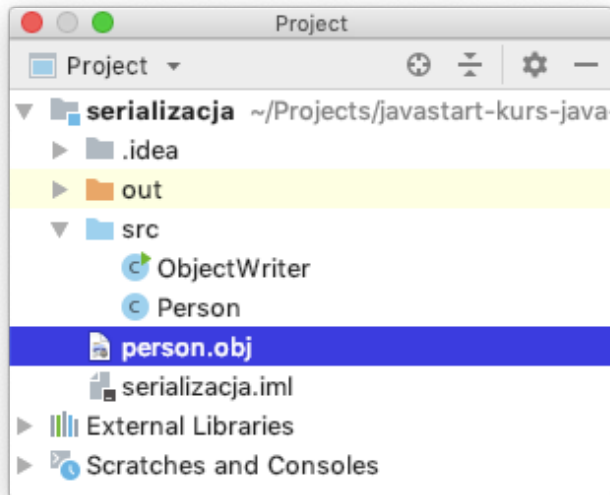 Project
Project
serializacja ~/Projects/javastart-kurs-java-
.idea
out
src
ObjectWriter
Person
person.obj
serializacja.iml
External Libraries
Scratches and Consoles